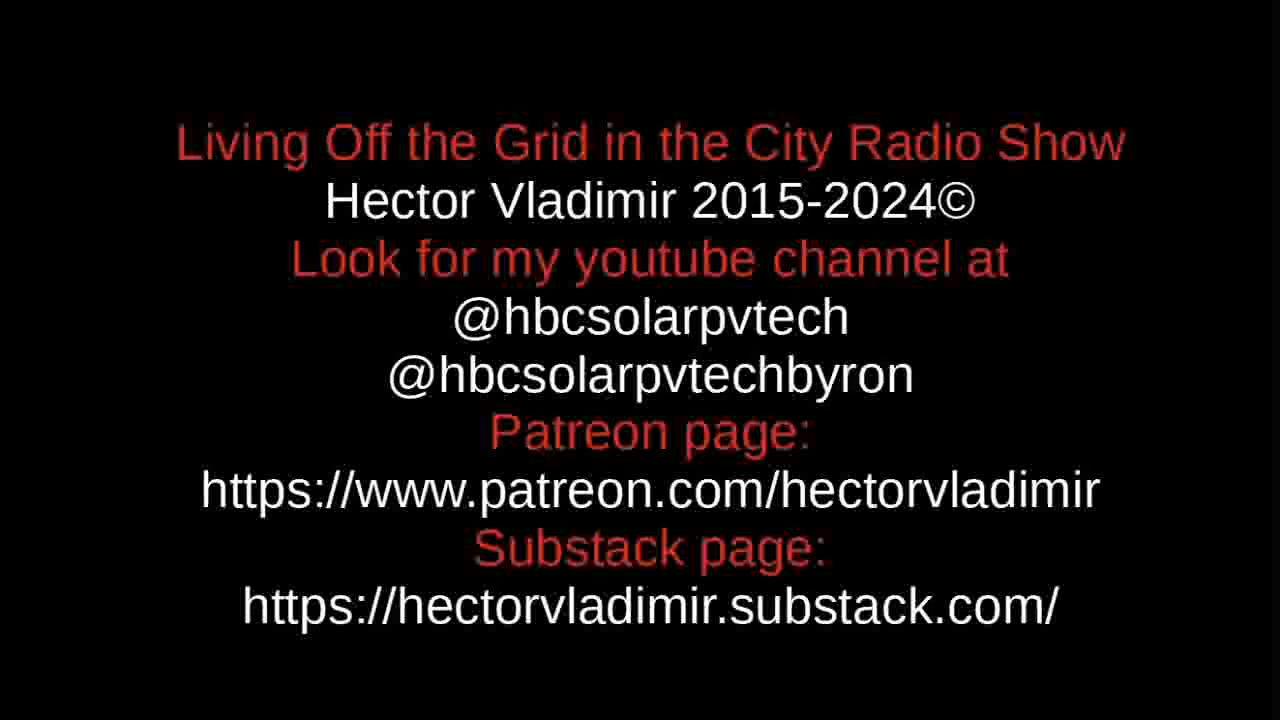 Living Off the Grid in the City Radio Show
Hector Vladimir 2015-2024©
Look for my youtube channel at
@hbcsolarpvtech
@hbcsolarpvtechbyron
Patreon page:
https://www.patreon.com/hectorvladimir
Substack page:
https://hectorvladimir.substack.com/